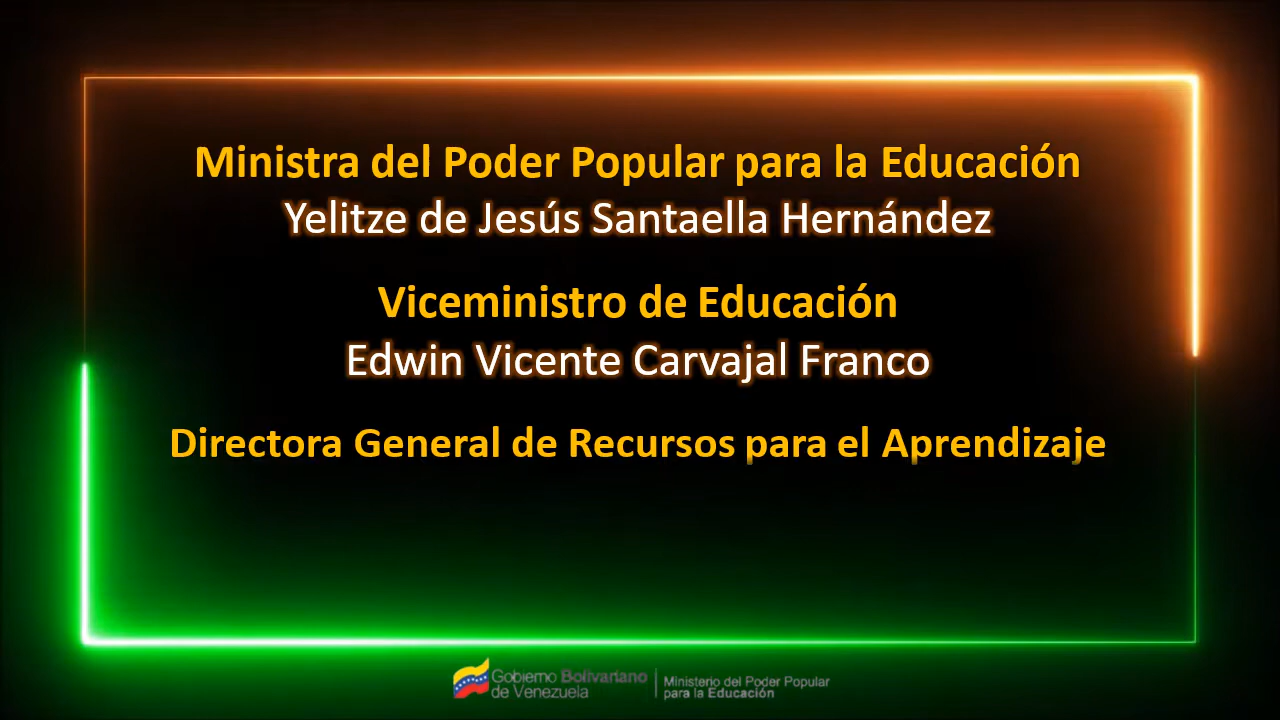 Ministra del Poder Popular para la Educación
Yelitze de Jesús Santaella Hernández
Viceministro de Educación
Edwin Vicente Carvajal Franco
Directora General de Recursos para el Aprendizaje
Gobierno Bolivariano
de Venezuela
Ministerio del Poder Popular
para la Educación